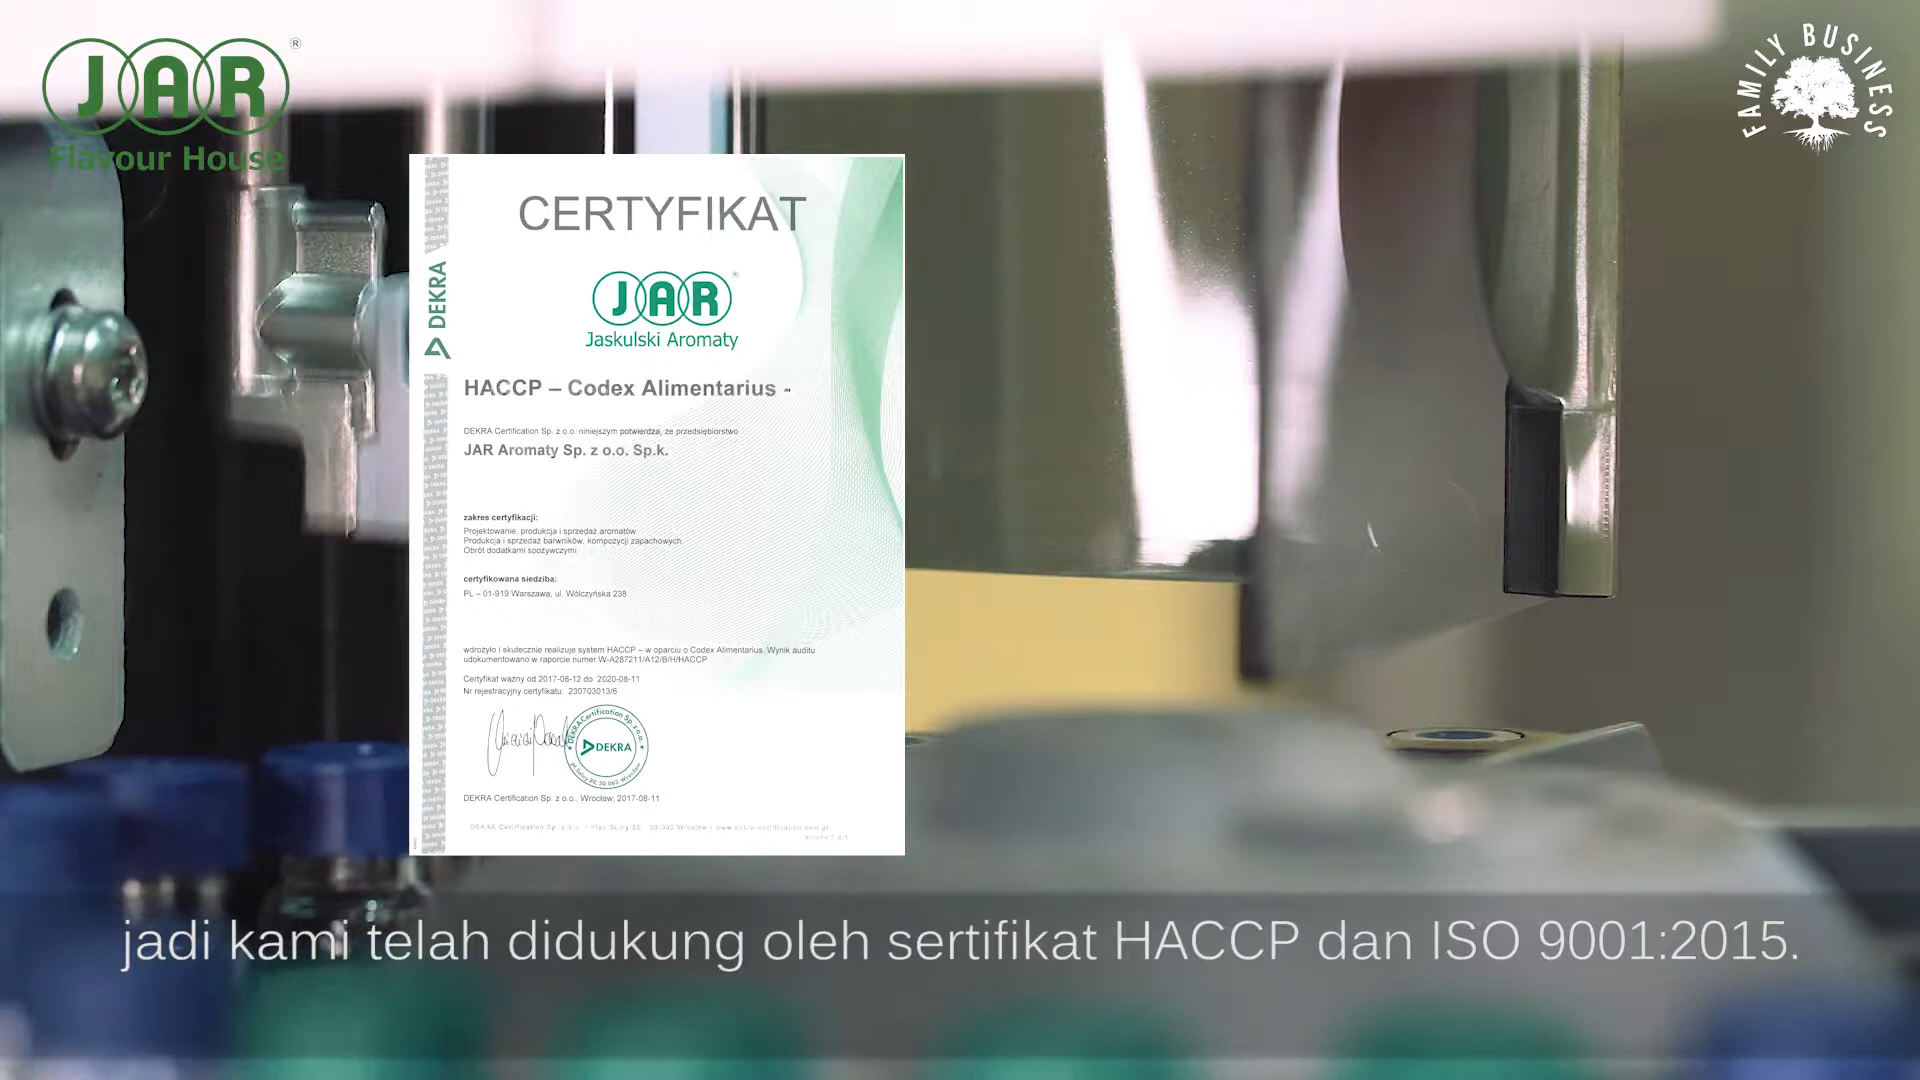 JAR
®
Flavour House
FAMILY BUSINESS
CERTYFIKAT
DEKRA
JAR
®
Jaskulski Aromaty
HACCP – Codex Alimentarius -
DEKRA Certification Sp. z o.o. niniejszym potwierdza, że przedsiębiorstwo
JAR Aromaty Sp. z o.o. Sp.k.
zakres certyfikacji:
Projektowanie, produkcja i sprzedaż aromatów.
Produkcja i sprzedaż barwników, kompozycji zapachowych.
Obrót dodatkami spożywczymi
certyfikowana siedziba:
PL – 01-919 Warszawa, ul. Wólczyńska 238
wdrożyło i skutecznie realizuje system HACCP – w oparciu o Codex Alimentarius. Wynik auditu
udokumentowano w raporcie numer W-A287211/A12/B/H/HACCP
Certyfikat ważny od 2017-08-12 do 2020-08-11
Nr rejestracyjny certyfikatu: 230703013/6
DEKRA Certification Sp. z o.o.
DEKRA
DEKRA Certification Sp. z o.o., Wrocław, 2017-08-11
jadi kami telah didukung oleh sertifikat HACCP dan ISO 9001:2015.